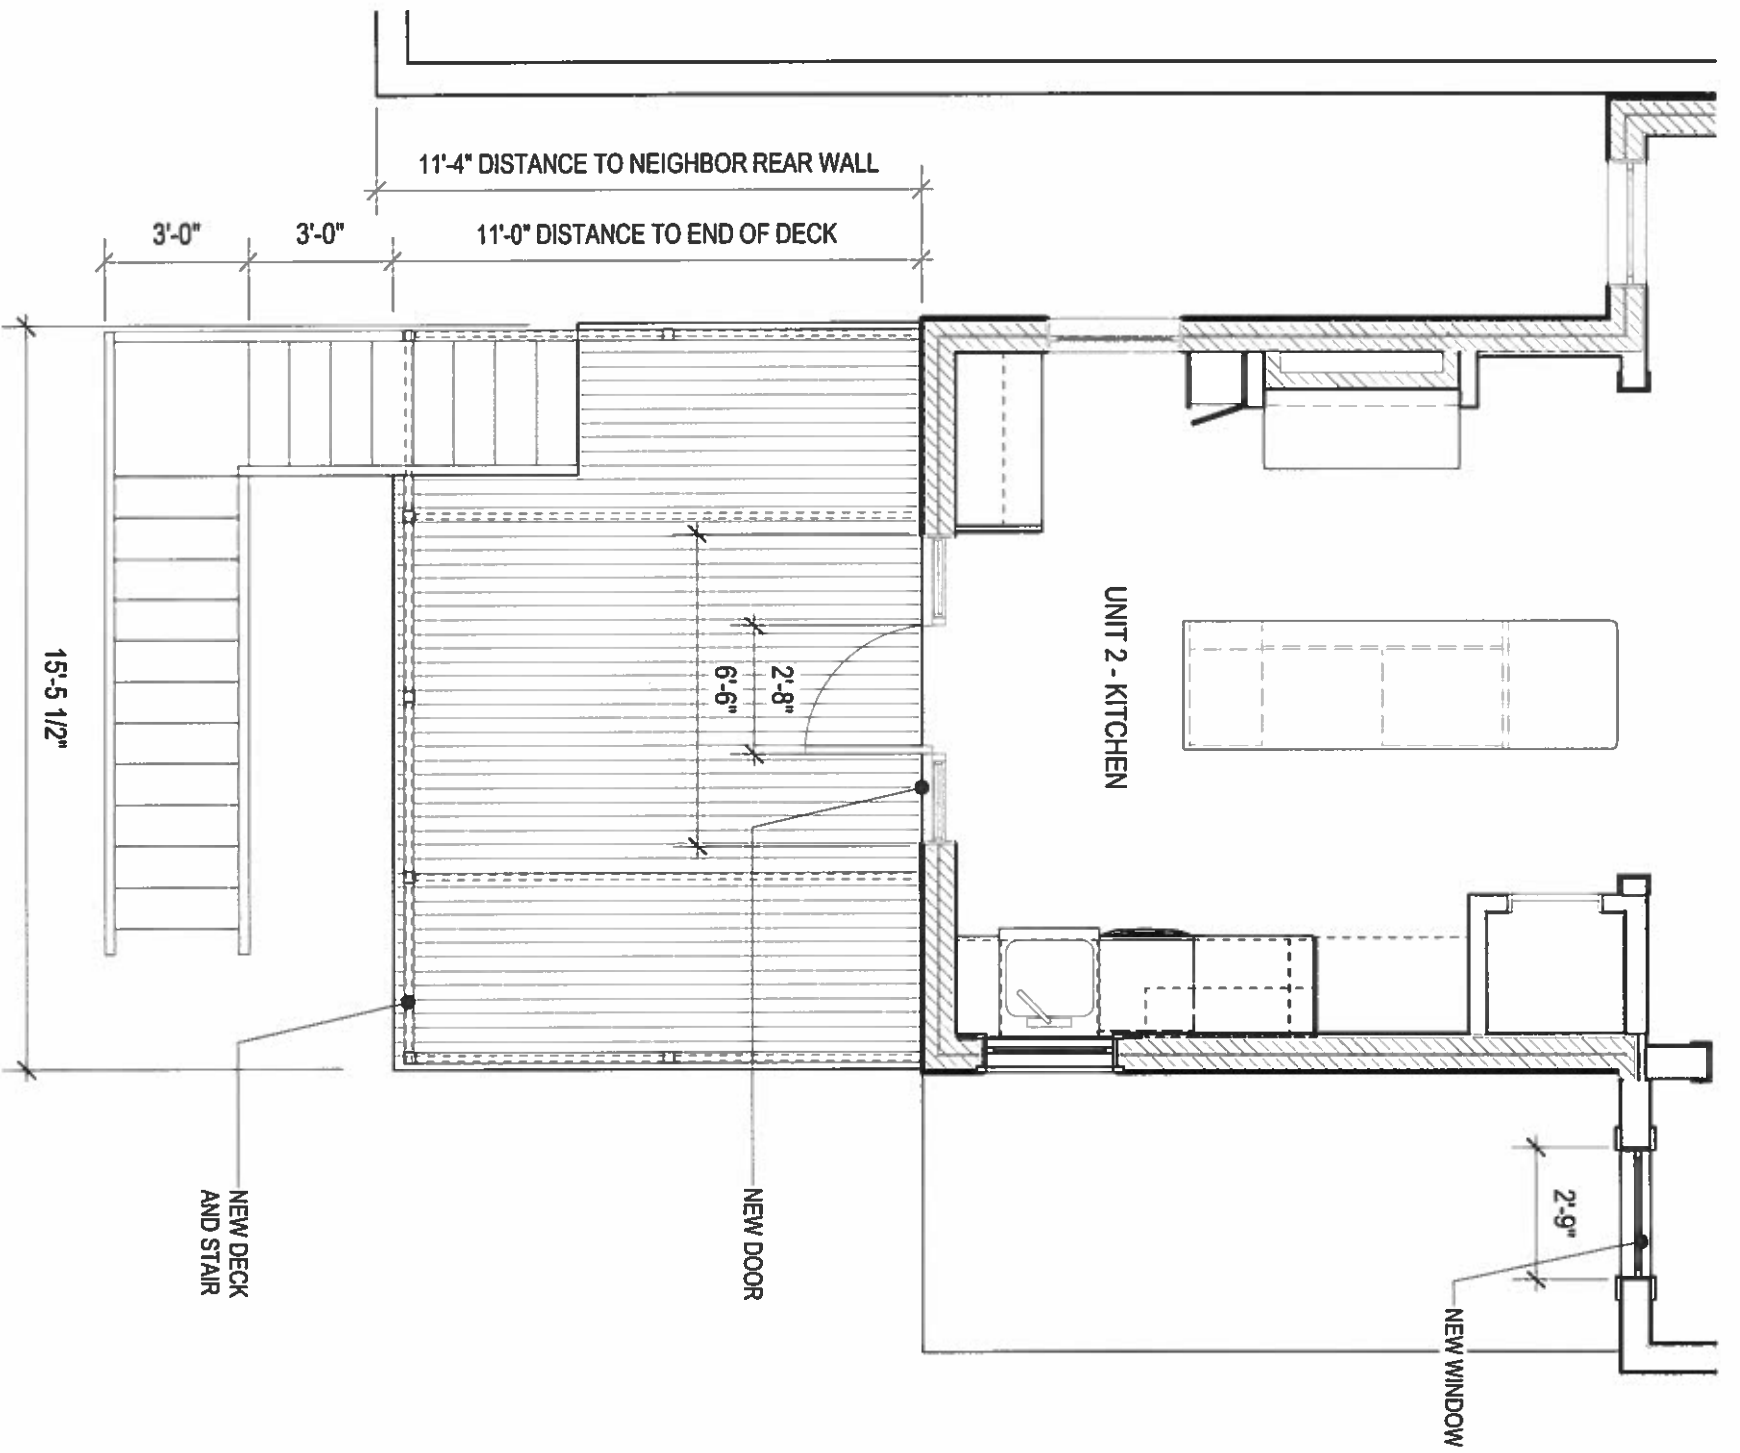 11'-4" DISTANCE TO NEIGHBOR REAR WALL
3'-0"
3'-0"
11'-0" DISTANCE TO END OF DECK
UNIT 2 - KITCHEN
2'-8"
6'-6"
15'-5 1/2"
2'-9"
NEW DECK
AND STAIR
NEW DOOR
NEW WINDOW